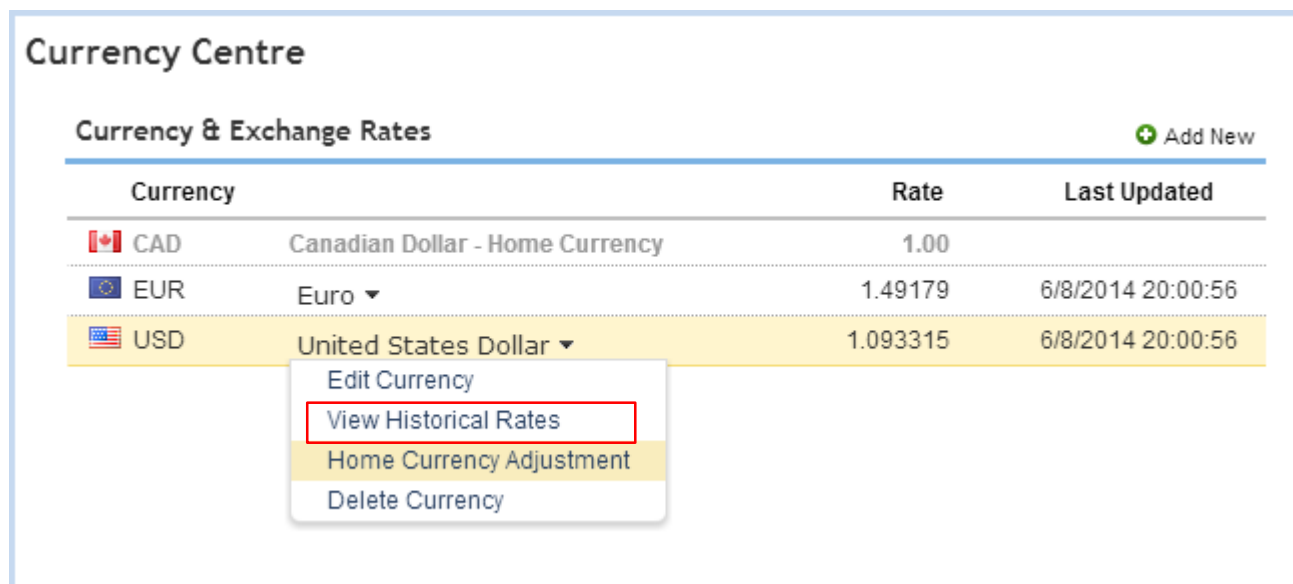 Currency Centre
Currency & Exchange Rates Add New
Currency Rate Last Updated
CAD Canadian Dollar - Home Currency 1.00
EUR Euro 1.49179 6/8/2014 20:00:56
USD United States Dollar 1.093315 6/8/2014 20:00:56
Edit Currency
View Historical Rates
Home Currency Adjustment
Delete Currency